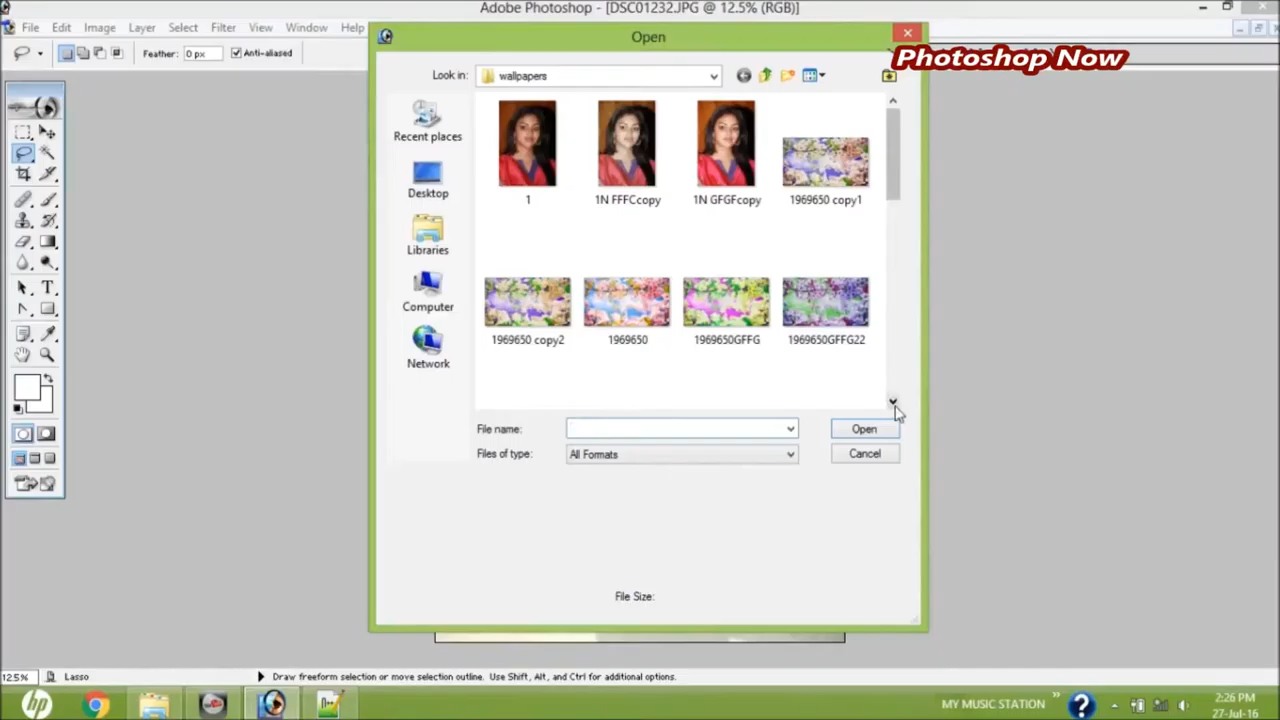 Adobe Photoshop - [DSC01232.JPG @ 12.5% (RGB)]
File Edit Image Layer Select Filter View Window Help
Feather: 0 px Anti-aliased
Open
Photoshop Now
Look in: wallpapers
Recent places
Desktop
Libraries
Computer
Network
1 1N FFFCcopy 1N GFGFcopy 1969650 copy1
1969650 copy2 1969650 1969650GFFG 1969650GFFG22
File name: Open
Files of type: All Formats Cancel
File Size:
12.5% Lasso Draw freeform selection or move selection outline. Use Shift, Alt, and Ctrl for additional options.
hp MY MUSIC STATION 2:26 PM
27-Jul-16